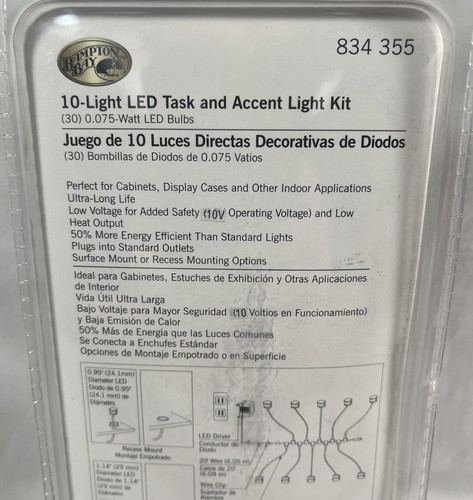 HAMPTON
BAY
834 355
10-Light LED Task and Accent Light Kit
(30) 0.075-Watt LED Bulbs
Juego de 10 Luces Directas Decorativas de Diodos
(30) Bombillas de Diodos de 0.075 Vatios
Perfect for Cabinets, Display Cases and Other Indoor Applications
Ultra-Long Life
Low Voltage for Added Safety (10V Operating Voltage) and Low
Heat Output
50% More Energy Efficient Than Standard Lights
Plugs into Standard Outlets
Surface Mount or Recess Mounting Options
Ideal para Gabinetes, Estuches de Exhibición y Otras Aplicaciones
de Interior
Vida Útil Ultra Larga
Bajo Voltaje para Mayor Seguridad (10 Voltios en Funcionamiento)
y Baja Emisión de Calor
50% Más de Energía que las Luces Comunes
Se Conecta a Enchufes Estándar
Opciones de Montaje Empotrado o en Superficie
0.95" (24.1mm)
Diameter LED
Diodo de 0.95"
(24.1 mm) de
Diámetro
Recess Mount
Montaje Empotrado
1.14" (29 mm)
Diameter LED
Diodo de 1.14"
(29 mm) de
Diámetro
LED Driver
Conductor de
Diodo
20' Wire (6.09 m)
Cable de 20'
(6.09 m)
Wire Clip
Sujetador de
Alambre